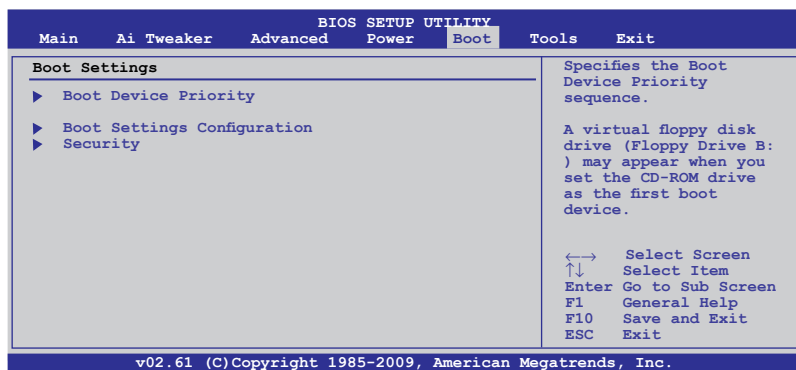 BIOS SETUP UTILITY
Main Ai Tweaker Advanced Power Boot Tools Exit
Boot Settings
Boot Device Priority
Boot Settings Configuration
Security
Specifies the Boot
Device Priority
sequence.
A virtual floppy disk
drive (Floppy Drive B:
) may appear when you
set the CD-ROM drive
as the first boot
device.
←→ Select Screen
↑↓ Select Item
Enter Go to Sub Screen
F1 General Help
F10 Save and Exit
ESC Exit
v02.61 (C)Copyright 1985-2009, American Megatrends, Inc.